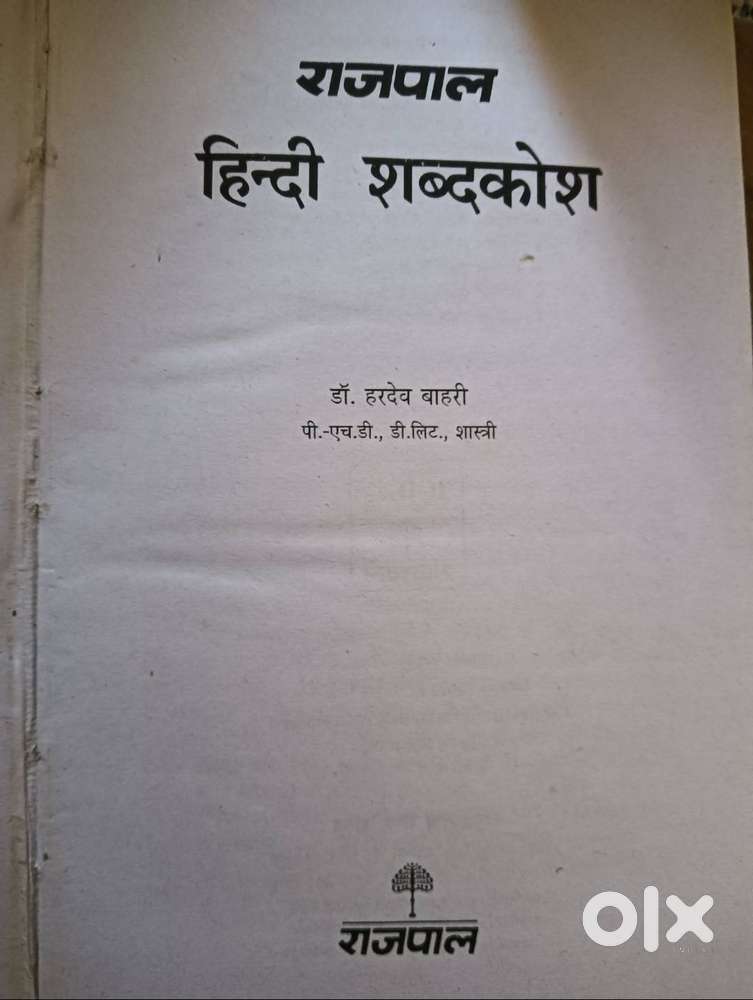 राजपाल
हिन्दी शब्दकोश
डॉ. हरदेव बाहरी
पी.-एच.डी., डी.लिट., शास्त्री
राजपाल
olx